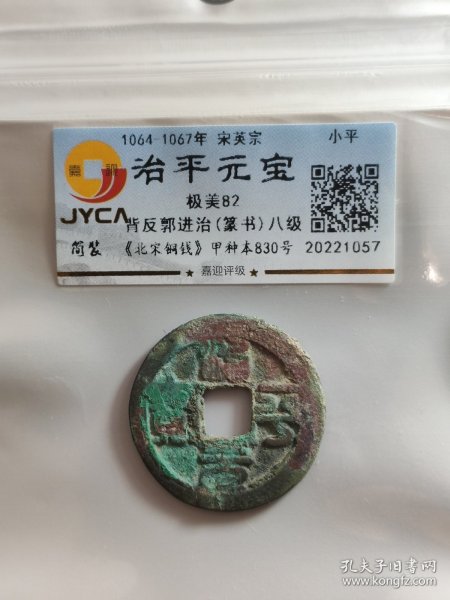 1064-1067年 宋英宗 小平
治平元宝
极美82
JYCA
背反郭进治(篆书)八级
简装 《北宋铜钱》甲种本830号 20221057
★ 嘉迎评级 ★
孔夫子旧书网
www.kongfz.com